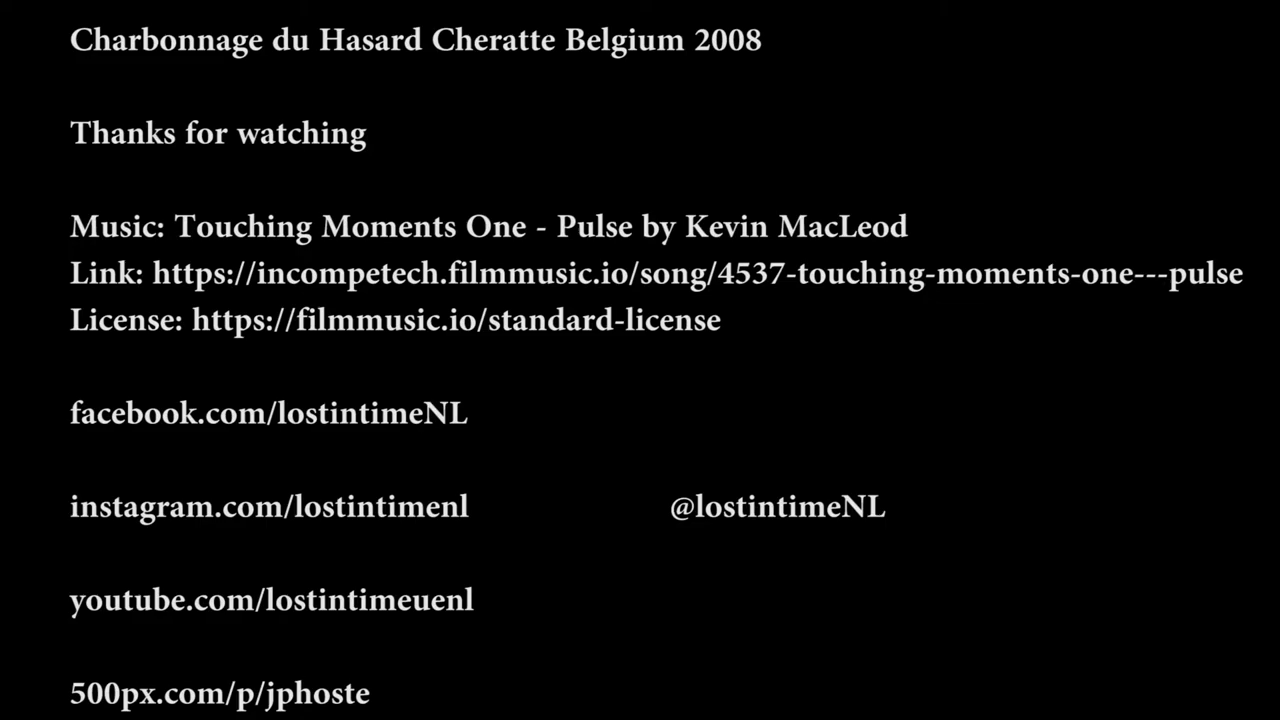 Charbonnage du Hasard Cheratte Belgium 2008
Thanks for watching
Music: Touching Moments One - Pulse by Kevin MacLeod
Link: https://incompetech.filmmusic.io/song/4537-touching-moments-one---pulse
License: https://filmmusic.io/standard-license
facebook.com/lostintimeNL
instagram.com/lostintimenl @lostintimeNL
youtube.com/lostintimeuenl
500px.com/p/jphoste